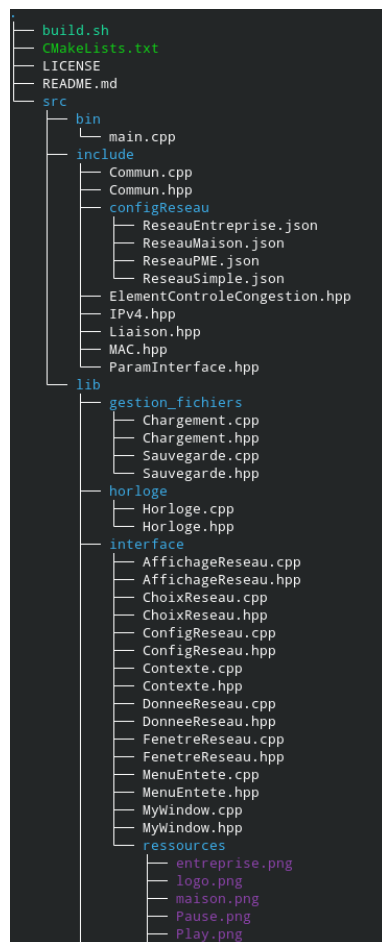 .
build.sh
CMakeLists.txt
LICENSE
README.md
src
bin
main.cpp
include
Commun.cpp
Commun.hpp
configReseau
ReseauEntreprise.json
ReseauMaison.json
ReseauPME.json
ReseauSimple.json
ElementControleCongestion.hpp
IPv4.hpp
Liaison.hpp
MAC.hpp
ParamInterface.hpp
lib
gestion_fichiers
Chargement.cpp
Chargement.hpp
Sauvegarde.cpp
Sauvegarde.hpp
horloge
Horloge.cpp
Horloge.hpp
interface
AffichageReseau.cpp
AffichageReseau.hpp
ChoixReseau.cpp
ChoixReseau.hpp
ConfigReseau.cpp
ConfigReseau.hpp
Contexte.cpp
Contexte.hpp
DonneeReseau.cpp
DonneeReseau.hpp
FenetreReseau.cpp
FenetreReseau.hpp
MenuEntete.cpp
MenuEntete.hpp
MyWindow.cpp
MyWindow.hpp
ressources
entreprise.png
logo.png
maison.png
Pause.png
Play.png